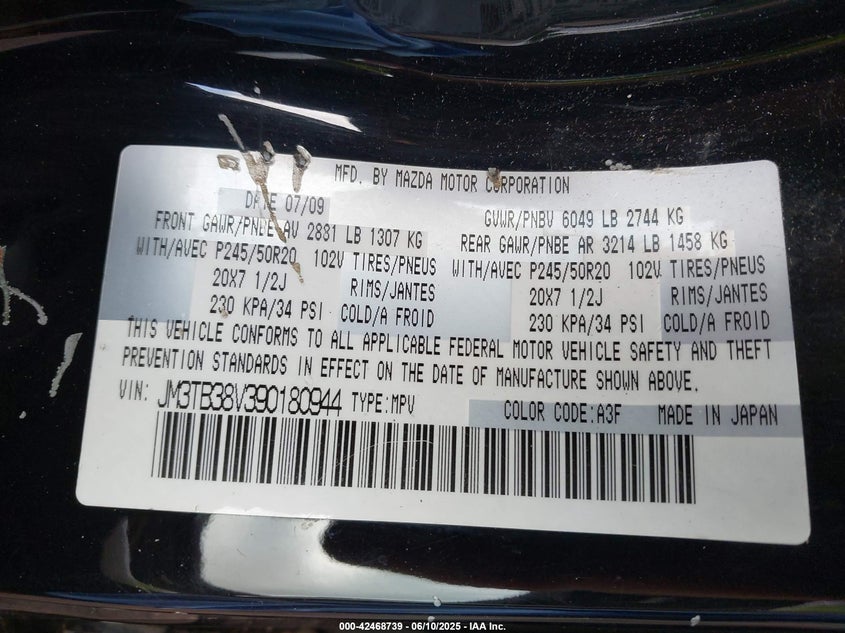 MFD. BY MAZDA MOTOR CORPORATION
DATE 07/09 GVWR/PNBV 6049 LB 2744 KG
FRONT GAWR/PNBE AV 2881 LB 1307 KG REAR GAWR/PNBE AR 3214 LB 1458 KG
WITH/AVEC P245/50R20 102V TIRES/PNEUS WITH/AVEC P245/50R20 102V TIRES/PNEUS
20X7 1/2J RIMS/JANTES 20X7 1/2J RIMS/JANTES
230 KPA/34 PSI COLD/A FROID 230 KPA/34 PSI COLD/A FROID
THIS VEHICLE CONFORMS TO ALL APPLICABLE FEDERAL MOTOR VEHICLE SAFETY AND THEFT
PREVENTION STANDARDS IN EFFECT ON THE DATE OF MANUFACTURE SHOWN ABOVE.
VIN: JM3TB38V390180944 TYPE:MPV COLOR CODE:A3F MADE IN JAPAN
000-42468739 - 06/10/2025 - IAA Inc.